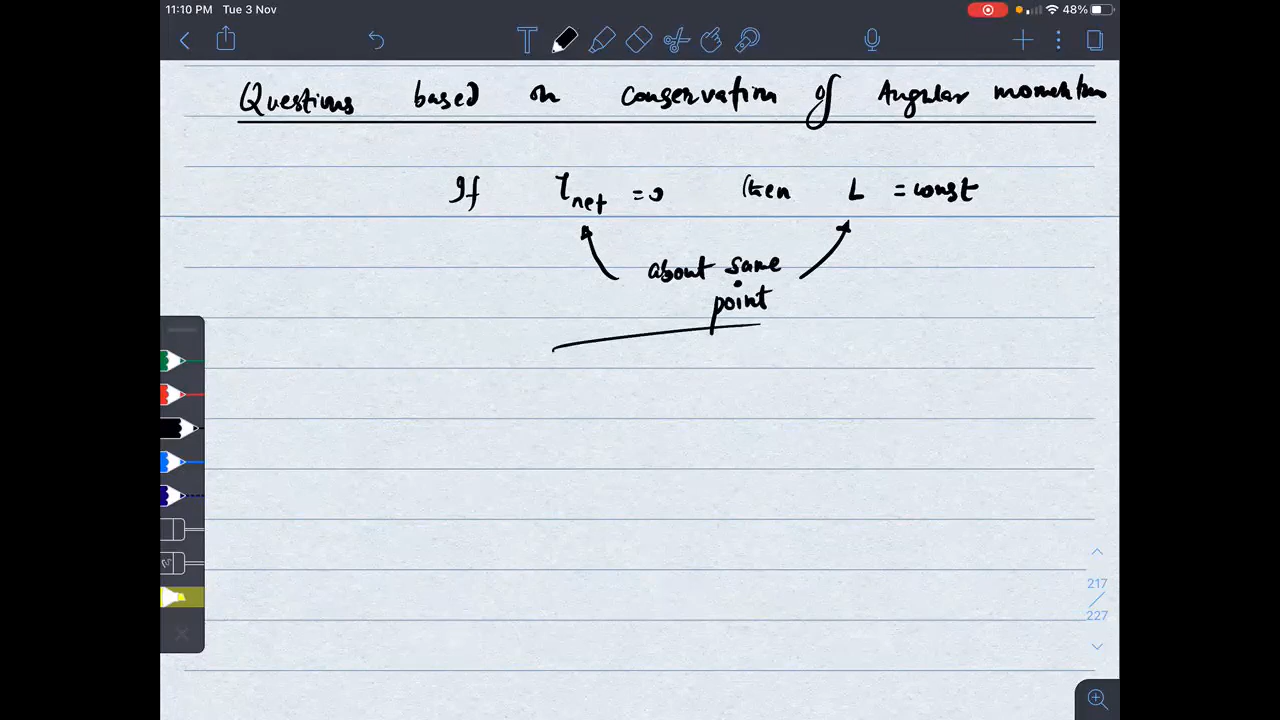 11:10 PM Tue 3 Nov 48%
Questions based on conservation of Angular momentum
If τnet = 0 then L = const
about same
point
217
227